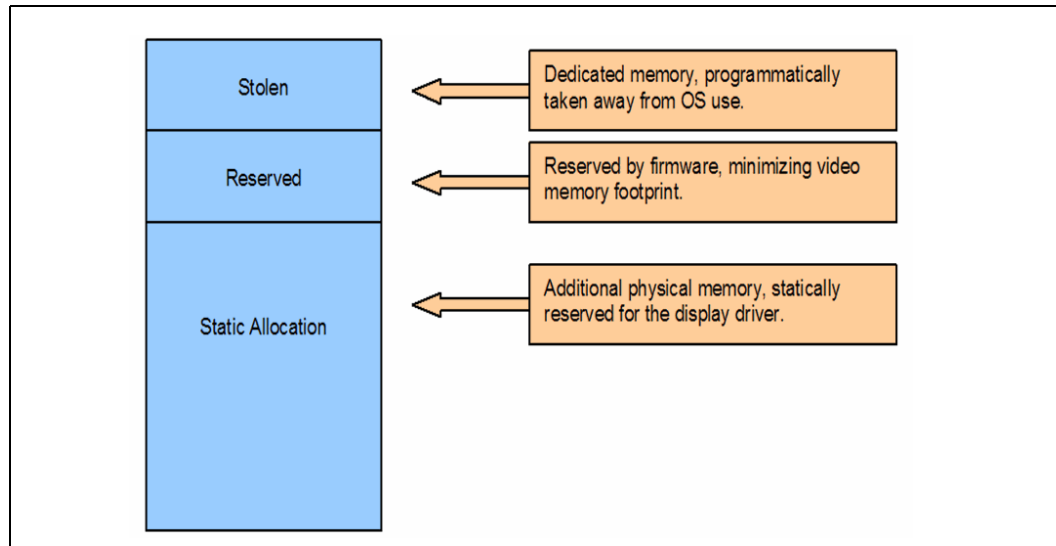 Stolen
Dedicated memory, programmatically
taken away from OS use.
Reserved
Reserved by firmware, minimizing video
memory footprint.
Static Allocation
Additional physical memory, statically
reserved for the display driver.